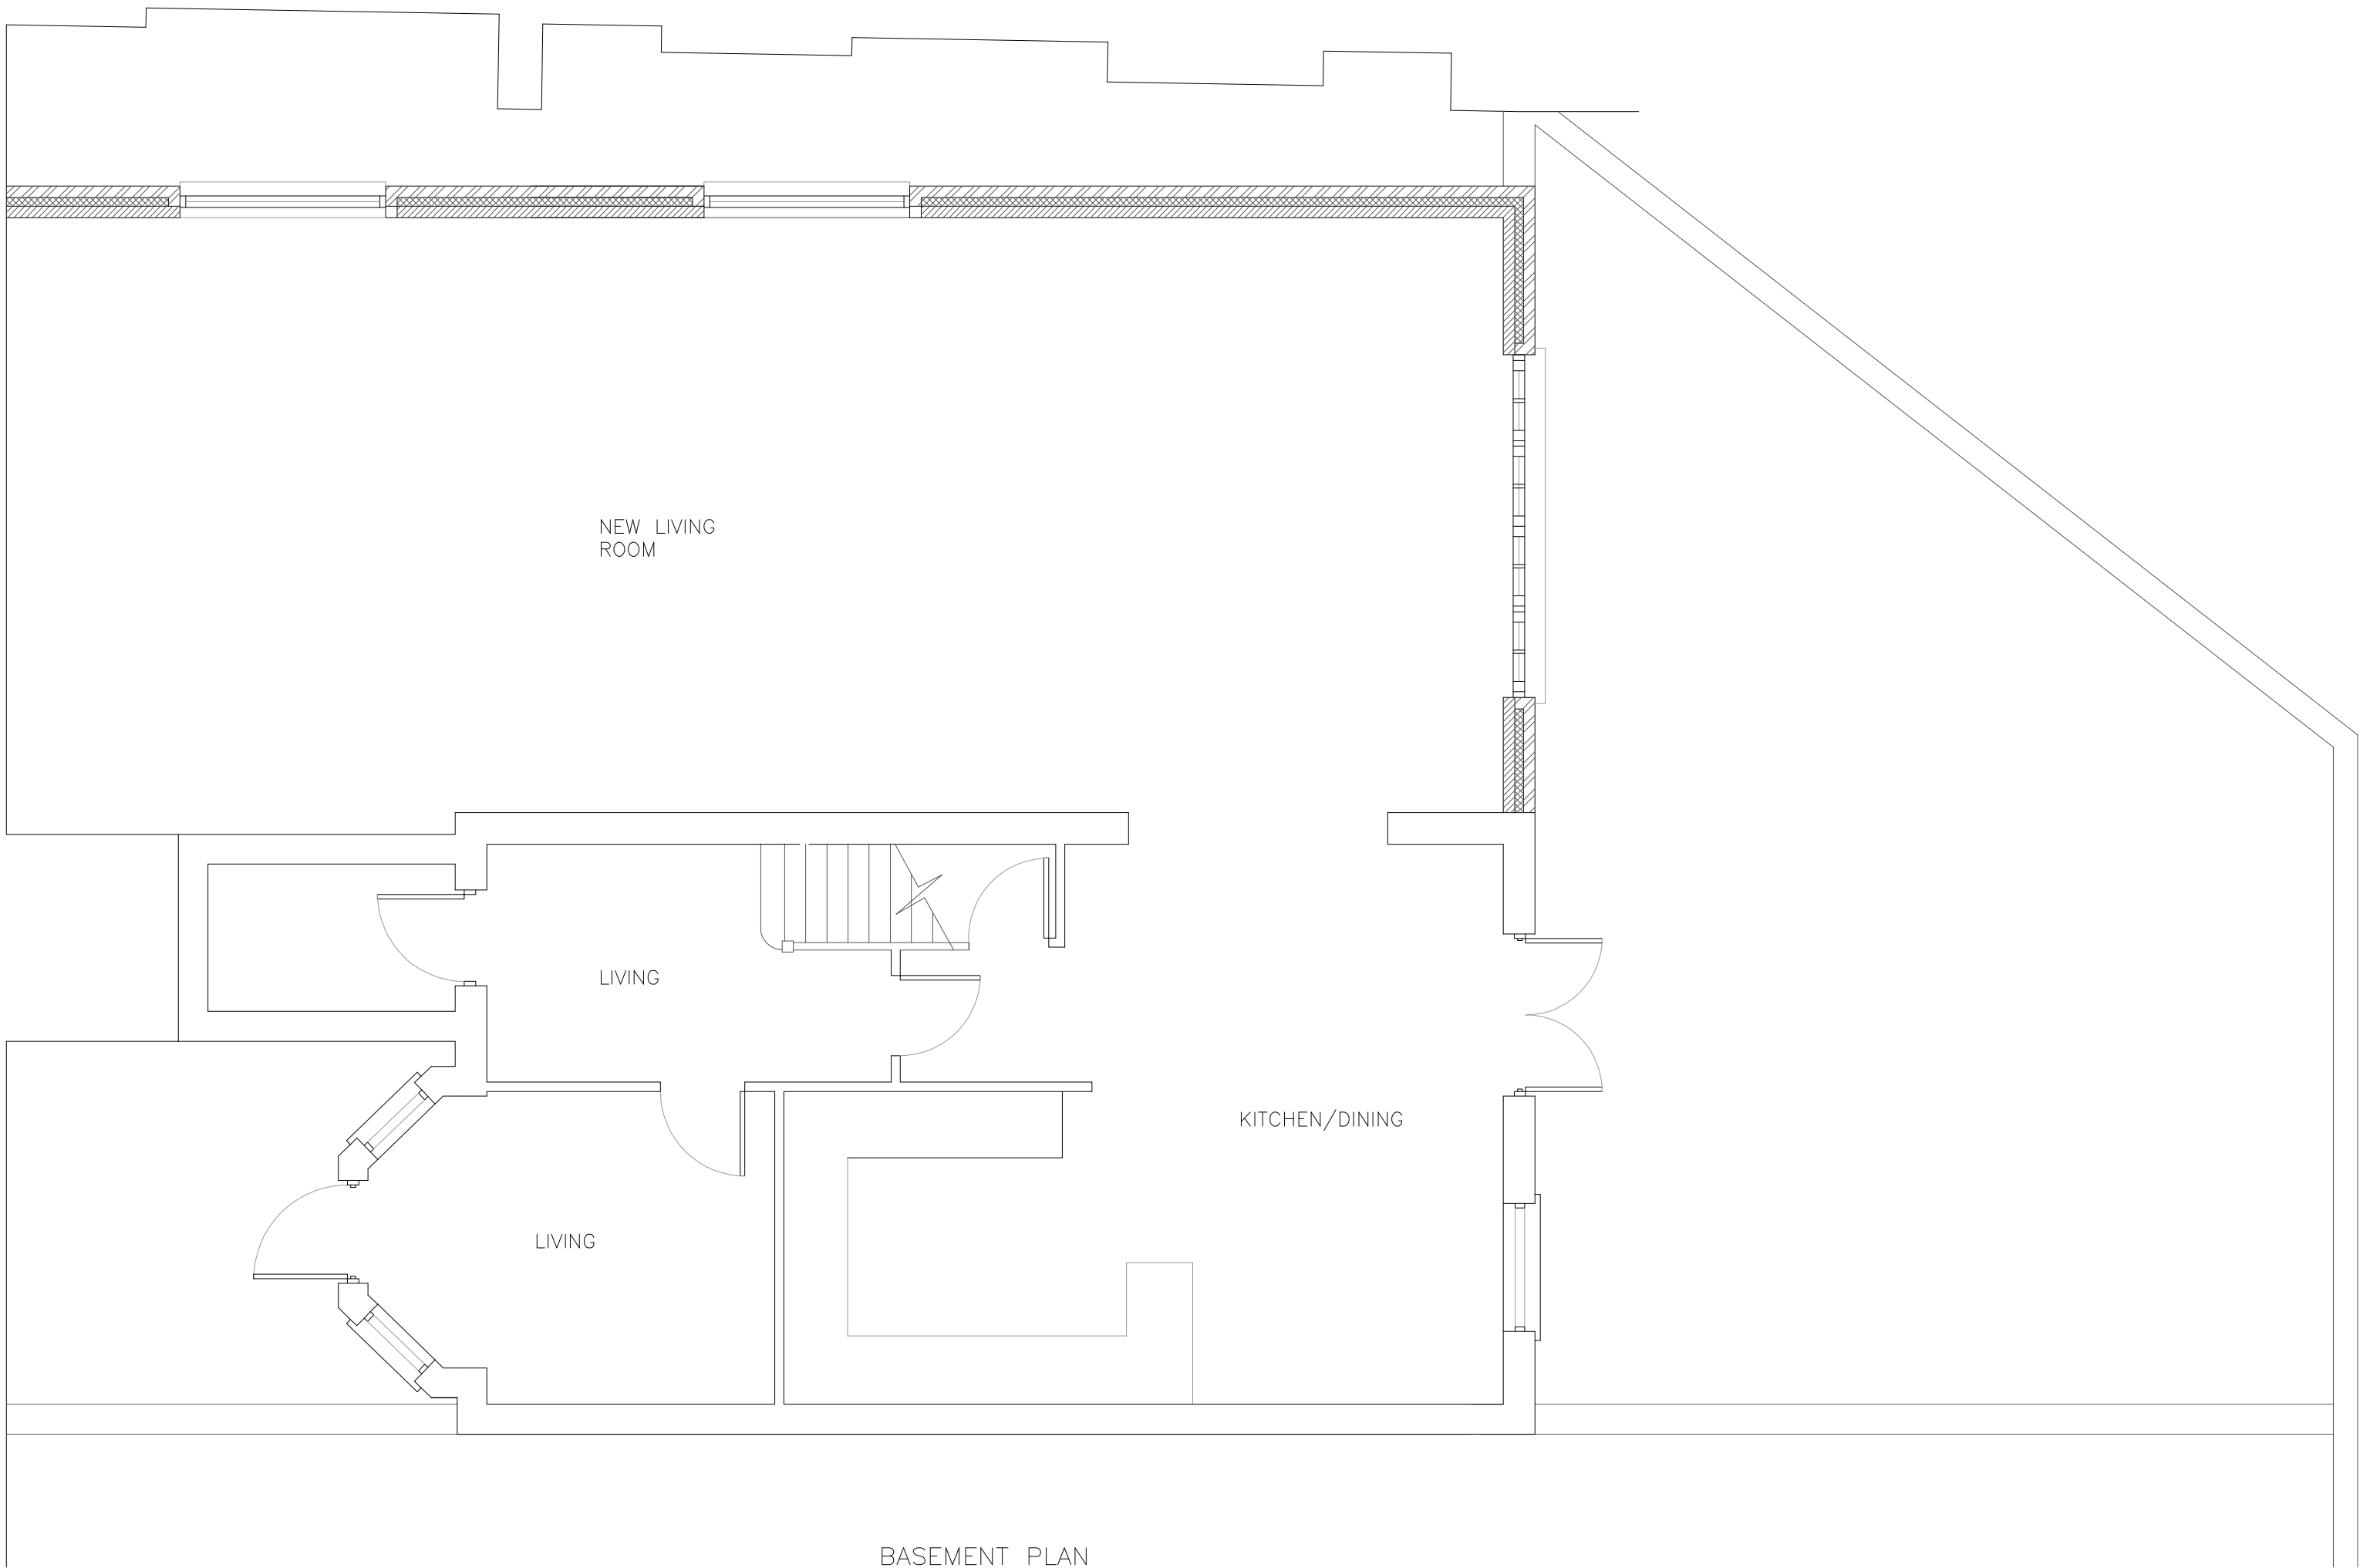 NEW LIVING
ROOM
LIVING
KITCHEN/DINING
LIVING
BASEMENT PLAN